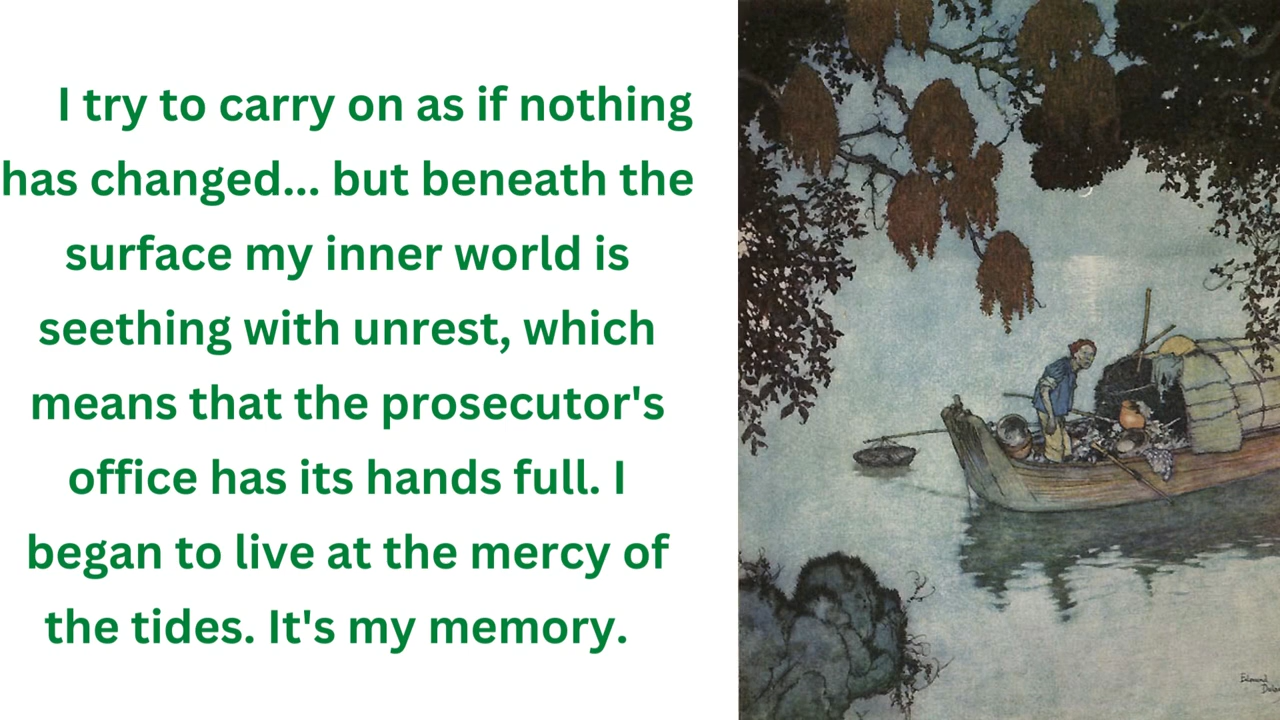 I try to carry on as if nothing
has changed... but beneath the
surface my inner world is
seething with unrest, which
means that the prosecutor's
office has its hands full. I
began to live at the mercy of
the tides. It's my memory.
Edmund